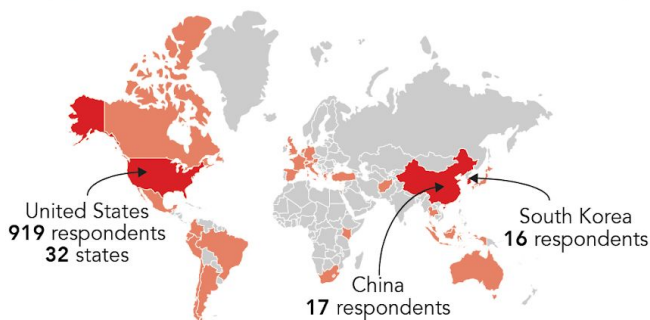 United States
919 respondents
32 states
South Korea
16 respondents
China
17 respondents